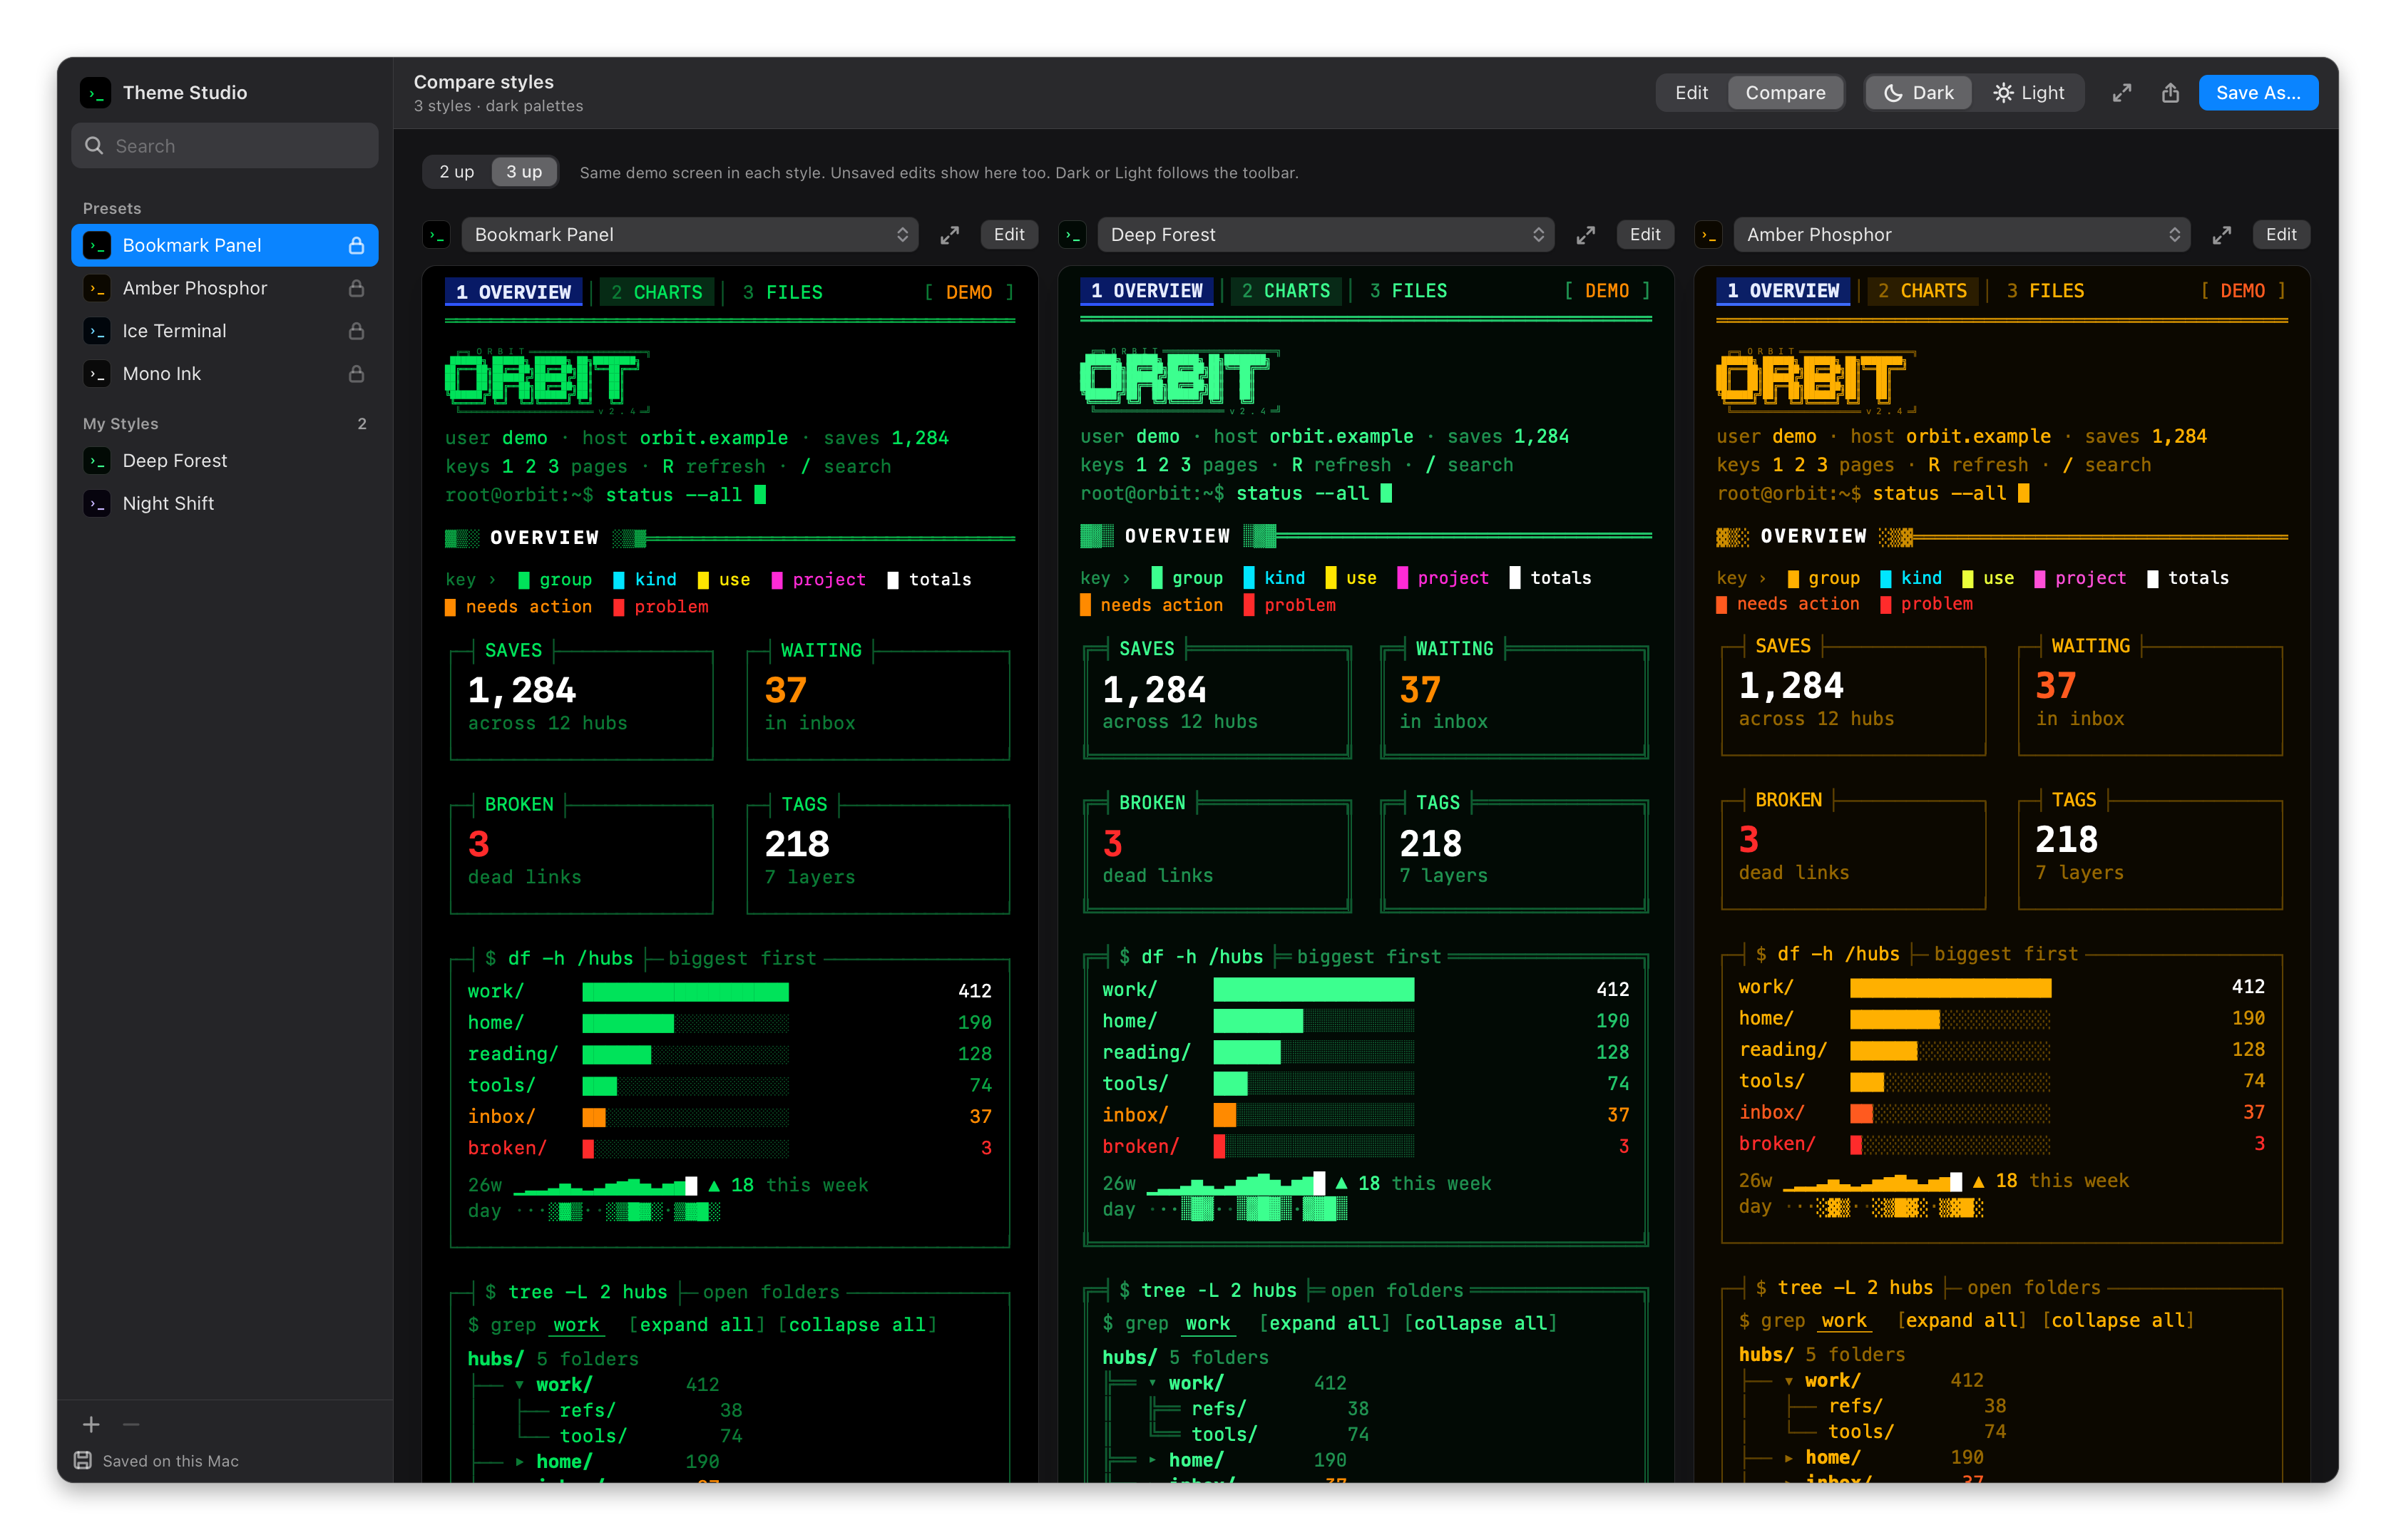 Theme Studio
Search
Presets
Bookmark Panel
Amber Phosphor
Ice Terminal
Mono Ink
My Styles 2
Deep Forest
Night Shift
Saved on this Mac
Compare styles
3 styles · dark palettes
Edit Compare Dark Light Save As...
2 up 3 up Same demo screen in each style. Unsaved edits show here too. Dark or Light follows the toolbar.
Bookmark Panel Edit
1 OVERVIEW 2 CHARTS 3 FILES [ DEMO ]
ORBIT
ORBIT
v2.4
user demo · host orbit.example · saves 1,284
keys 1 2 3 pages · R refresh · / search
root@orbit:~$ status --all
OVERVIEW
key › group kind use project totals
needs action problem
SAVES WAITING
1,284 37
across 12 hubs in inbox
BROKEN TAGS
3 218
dead links 7 layers
$ df -h /hubs biggest first
work/ 412
home/ 190
reading/ 128
tools/ 74
inbox/ 37
broken/ 3
26w ▲ 18 this week
day
$ tree -L 2 hubs open folders
$ grep work [expand all] [collapse all]
hubs/ 5 folders
▾ work/ 412
refs/ 38
tools/ 74
▸ home/ 190
Deep Forest Edit
1 OVERVIEW 2 CHARTS 3 FILES [ DEMO ]
ORBIT
ORBIT
v2.4
user demo · host orbit.example · saves 1,284
keys 1 2 3 pages · R refresh · / search
root@orbit:~$ status --all
OVERVIEW
key › group kind use project totals
needs action problem
SAVES WAITING
1,284 37
across 12 hubs in inbox
BROKEN TAGS
3 218
dead links 7 layers
$ df -h /hubs biggest first
work/ 412
home/ 190
reading/ 128
tools/ 74
inbox/ 37
broken/ 3
26w ▲ 18 this week
day
$ tree -L 2 hubs open folders
$ grep work [expand all] [collapse all]
hubs/ 5 folders
▾ work/ 412
refs/ 38
tools/ 74
▸ home/ 190
Amber Phosphor Edit
1 OVERVIEW 2 CHARTS 3 FILES [ DEMO ]
ORBIT
ORBIT
v2.4
user demo · host orbit.example · saves 1,284
keys 1 2 3 pages · R refresh · / search
root@orbit:~$ status --all
OVERVIEW
key › group kind use project totals
needs action problem
SAVES WAITING
1,284 37
across 12 hubs in inbox
BROKEN TAGS
3 218
dead links 7 layers
$ df -h /hubs biggest first
work/ 412
home/ 190
reading/ 128
tools/ 74
inbox/ 37
broken/ 3
26w ▲ 18 this week
day
$ tree -L 2 hubs open folders
$ grep work [expand all] [collapse all]
hubs/ 5 folders
▾ work/ 412
refs/ 38
tools/ 74
▸ home/ 190